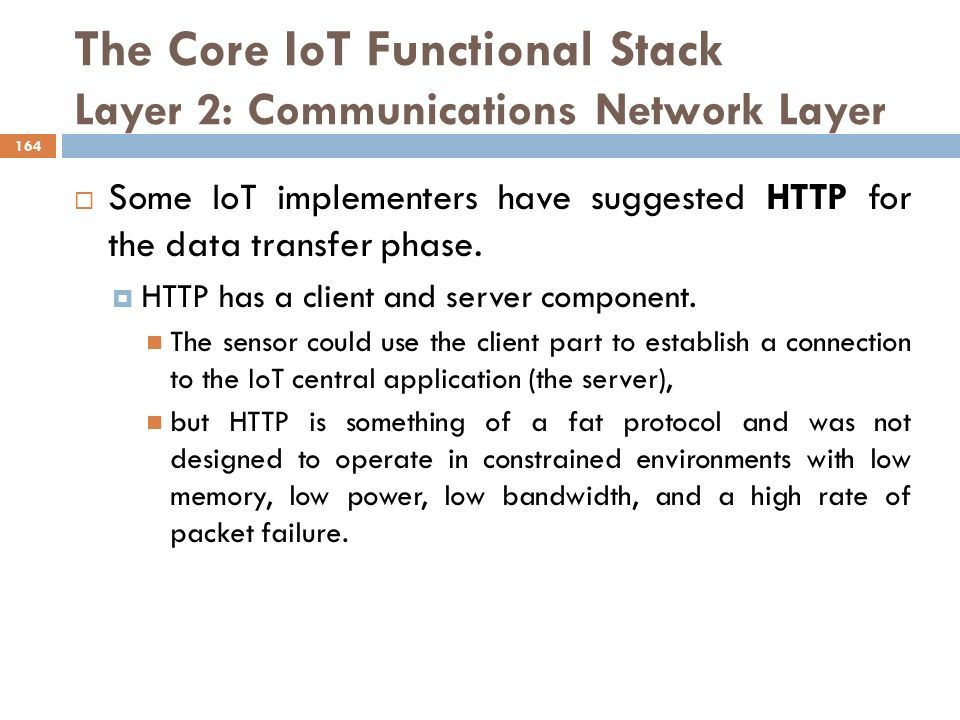 The Core IoT Functional Stack
Layer 2: Communications Network Layer
164
Some IoT implementers have suggested HTTP for
the data transfer phase.
HTTP has a client and server component.
The sensor could use the client part to establish a connection
to the IoT central application (the server),
but HTTP is something of a fat protocol and was not
designed to operate in constrained environments with low
memory, low power, low bandwidth, and a high rate of
packet failure.